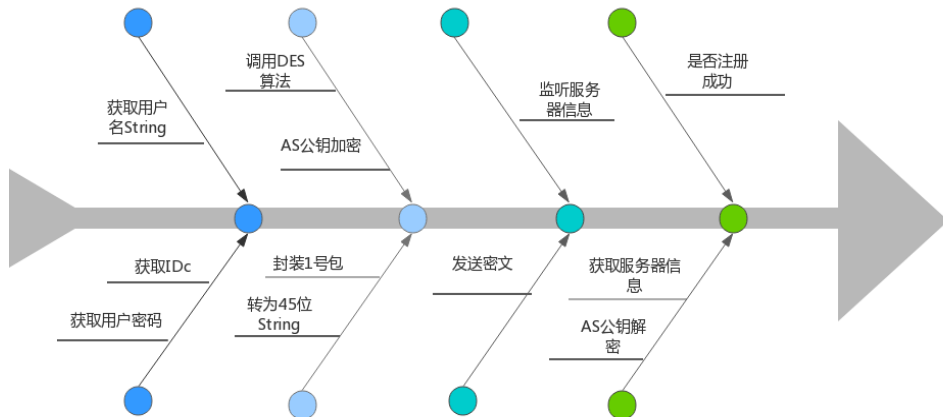 调用DES
算法
获取用户
名String
AS公钥加密
监听服务
器信息
是否注册
成功
获取IDc
获取用户密码
封装1号包
转为45位
String
发送密文
获取服务器信
息
AS公钥解
密